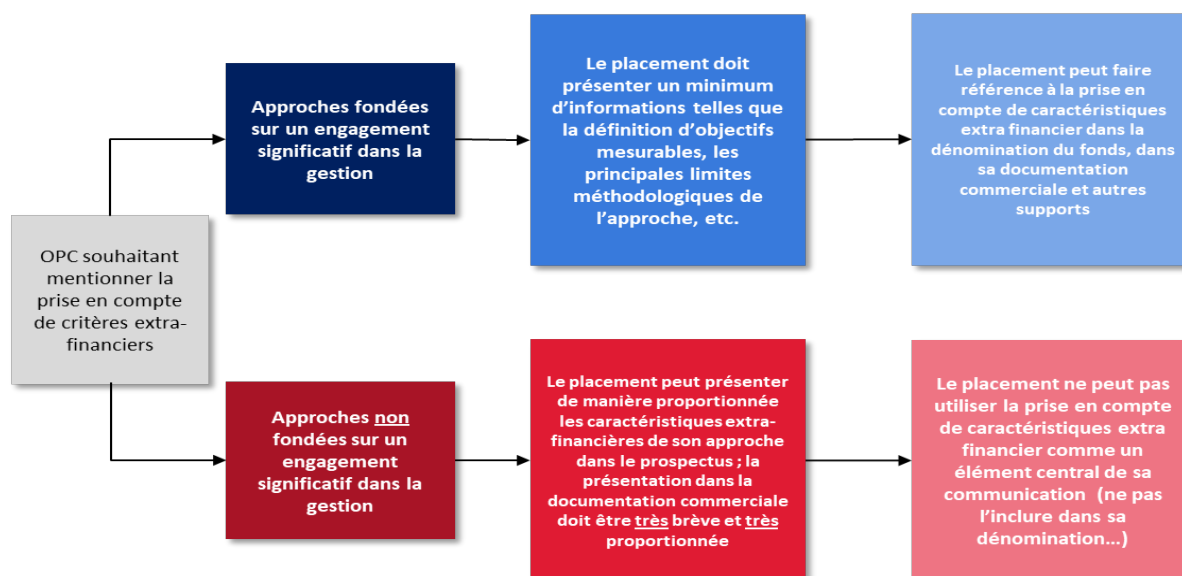 OPC souhaitant
mentionner la
prise en compte
de critères extra-
financiers
Approches fondées
sur un engagement
significatif dans la
gestion
Le placement doit
présenter un minimum
d'informations telles que
la définition d'objectifs
mesurables, les
principales limites
méthodologiques de
l'approche, etc.
Le placement peut faire
référence à la prise en
compte de caractéristiques
extra financier dans la
dénomination du fonds, dans
sa documentation
commerciale et autres
supports
Approches non
fondées sur un
engagement
significatif dans la
gestion
Le placement peut présenter
de manière proportionnée
les caractéristiques extra-
financières de son approche
dans le prospectus ; la
présentation dans la
documentation commerciale
doit être très brève et très
proportionnée
Le placement ne peut pas
utiliser la prise en compte
de caractéristiques extra
financier comme un
élément central de sa
communication (ne pas
l'inclure dans sa
dénomination…)